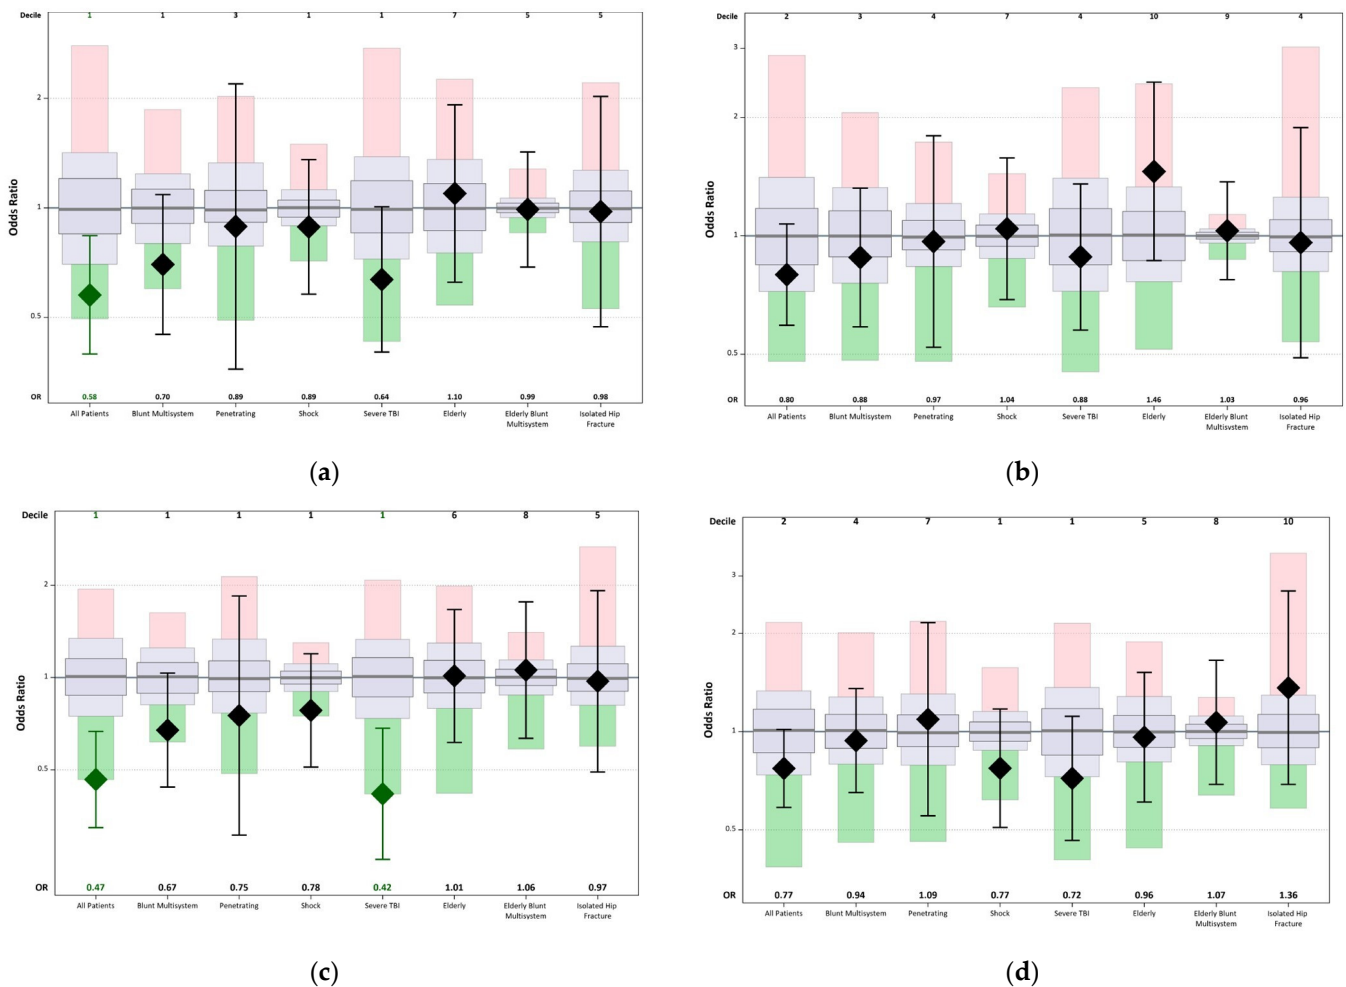 Decile 1 1 3 1 1 7 5 5
2
1
0.5
Odds Ratio
OR 0.58 0.70 0.89 0.89 0.64 1.10 0.99 0.98
All Patients Blunt Multisystem Penetrating Shock Severe TBI Elderly Elderly Blunt Isolated Hip
Multisystem Fracture
(a)
Decile 2 3 4 7 4 10 9 4
3
2
1
0.5
Odds Ratio
OR 0.80 0.88 0.97 1.04 0.88 1.46 1.03 0.96
All Patients Blunt Multisystem Penetrating Shock Severe TBI Elderly Elderly Blunt Isolated Hip
Multisystem Fracture
(b)
Decile 1 1 1 1 1 6 8 5
2
1
0.5
Odds Ratio
OR 0.47 0.67 0.75 0.78 0.42 1.01 1.06 0.97
All Patients Blunt Multisystem Penetrating Shock Severe TBI Elderly Elderly Blunt Isolated Hip
Multisystem Fracture
(c)
Decile 2 4 7 1 1 5 8 10
3
2
1
0.5
Odds Ratio
OR 0.77 0.94 1.09 0.77 0.72 0.96 1.07 1.36
All Patients Blunt Multisystem Penetrating Shock Severe TBI Elderly Elderly Blunt Isolated Hip
Multisystem Fracture
(d)